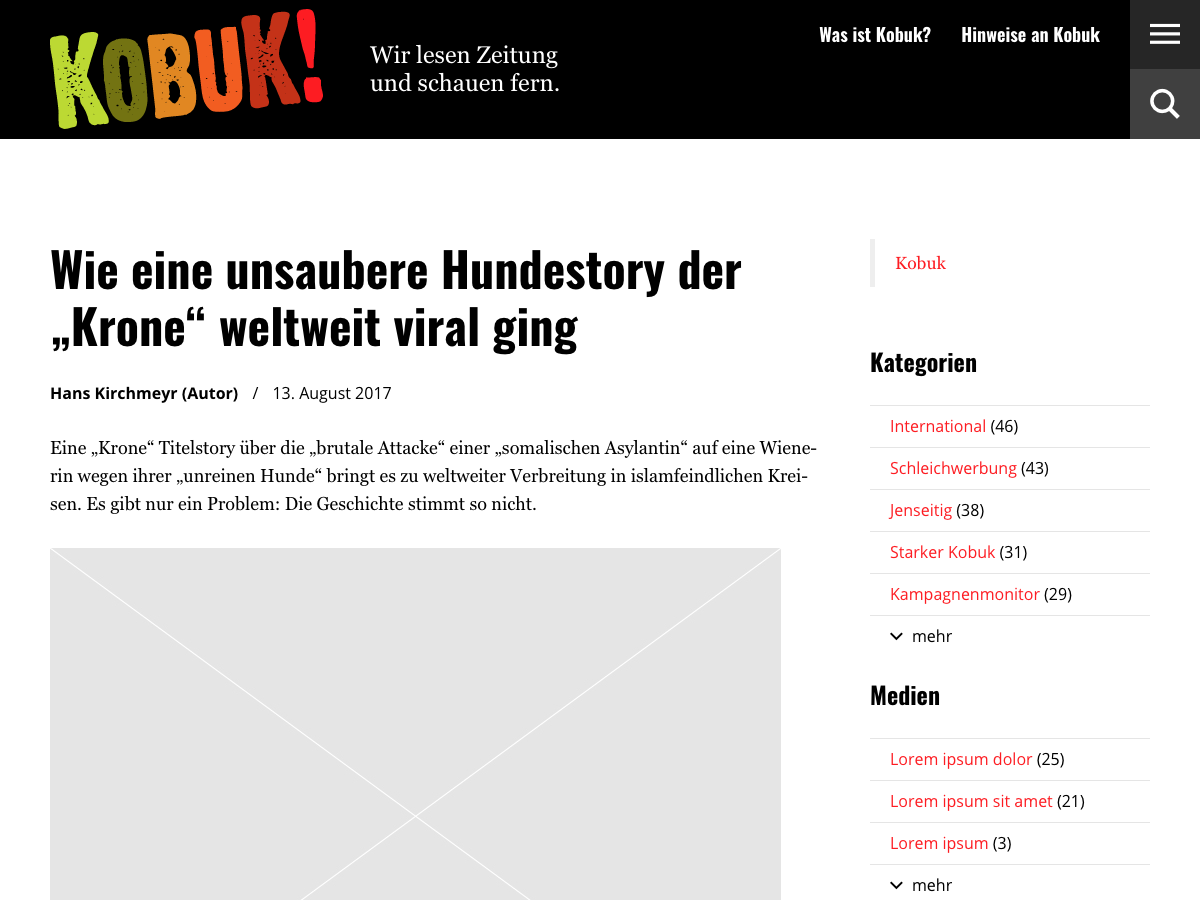 KOBUK!
Wir lesen Zeitung
und schauen fern.
Was ist Kobuk?
Hinweise an Kobuk
Wie eine unsaubere Hundestory der
„Krone“ weltweit viral ging
Hans Kirchmeyr (Autor) / 13. August 2017
Eine „Krone“ Titelstory über die „brutale Attacke“ einer „somalischen Asylantin“ auf eine Wiene-
rin wegen ihrer „unreinen Hunde“ bringt es zu weltweiter Verbreitung in islamfeindlichen Krei-
sen. Es gibt nur ein Problem: Die Geschichte stimmt so nicht.
Kobuk
Kategorien
International (46)
Schleichwerbung (43)
Jenseitig (38)
Starker Kobuk (31)
Kampagnenmonitor (29)
mehr
Medien
Lorem ipsum dolor (25)
Lorem ipsum sit amet (21)
Lorem ipsum (3)
mehr